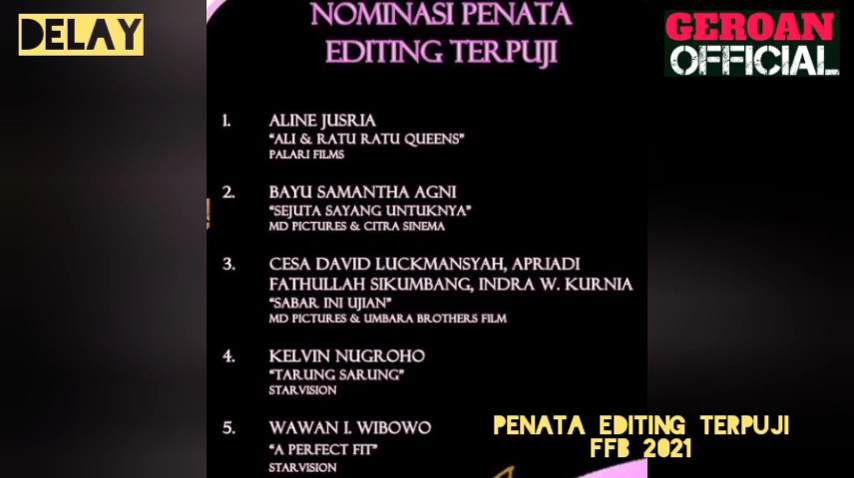 DELAY
GEROAN
OFFICIAL
NOMINASI PENATA
EDITING TERPUJI
1. ALINE JUSRIA
“ALI & RATU RATU QUEENS”
PALARI FILMS
2. BAYU SAMANTHA AGNI
“SEJUTA SAYANG UNTUKNYA”
MD PICTURES & CITRA SINEMA
3. CESA DAVID LUCKMANSYAH, APRIADI
FATHULLAH SIKUMBANG, INDRA W. KURNIA
“SABAR INI UJIAN”
MD PICTURES & UMBARA BROTHERS FILM
4. KELVIN NUGROHO
“TARUNG SARUNG”
STARVISION
5. WAWAN I. WIBOWO
“A PERFECT FIT”
STARVISION
PENATA EDITING TERPUJI
FFB 2021